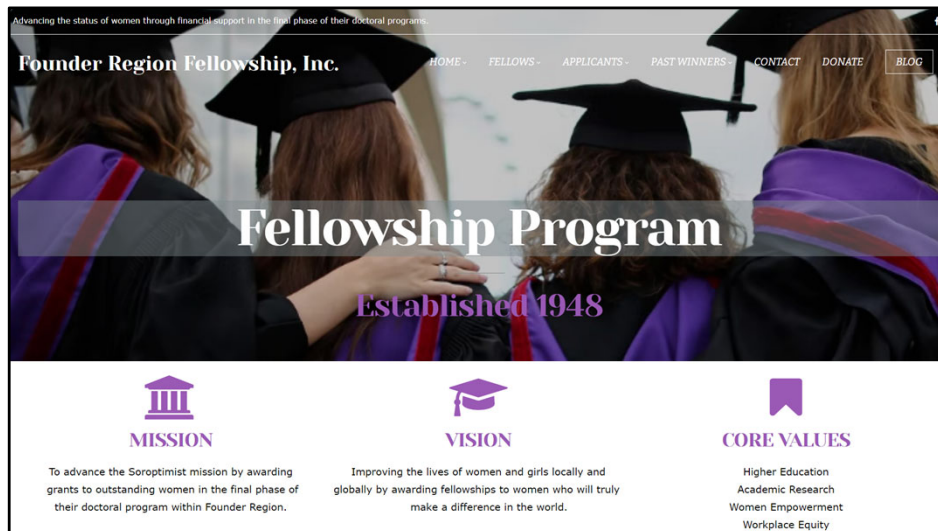 Advancing the status of women through financial support in the final phase of their doctoral programs.
Founder Region Fellowship, Inc.
HOME
FELLOWS
APPLICANTS
PAST WINNERS
CONTACT
DONATE
BLOG
Fellowship Program
Established 1948
MISSION
To advance the Soroptimist mission by awarding
grants to outstanding women in the final phase of
their doctoral program within Founder Region.
VISION
Improving the lives of women and girls locally and
globally by awarding fellowships to women who will truly
make a difference in the world.
CORE VALUES
Higher Education
Academic Research
Women Empowerment
Workplace Equity